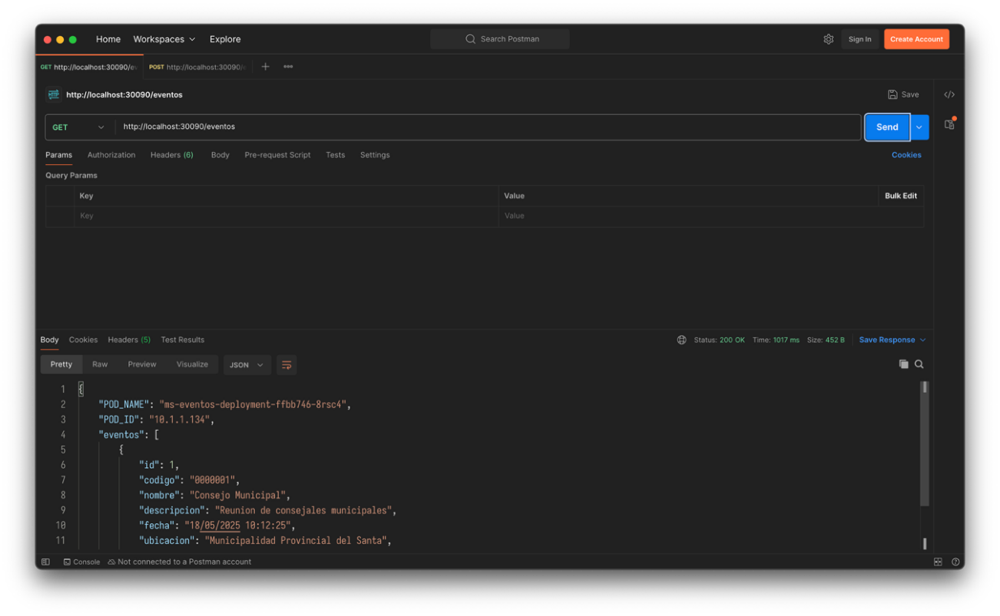 Home Workspaces Explore Search Postman Sign In Create Account
GET http://localhost:30090/ev POST http://localhost:30090/e
HTTP http://localhost:30090/eventos Save </>
GET http://localhost:30090/eventos Send
Params Authorization Headers (6) Body Pre-request Script Tests Settings Cookies
Query Params
Key Value Bulk Edit
Key Value
Body Cookies Headers (5) Test Results Status: 200 OK Time: 1017 ms Size: 452 B Save Response
Pretty Raw Preview Visualize JSON
1 {
2 "POD_NAME": "ms-eventos-deployment-ffbb746-8rsc4",
3 "POD_ID": "10.1.1.134",
4 "eventos": [
5 {
6 "id": 1,
7 "codigo": "0000001",
8 "nombre": "Consejo Municipal",
9 "descripcion": "Reunion de consejales municipales",
10 "fecha": "18/05/2025 10:12:25",
11 "ubicacion": "Municipalidad Provincial del Santa",
Console Not connected to a Postman account